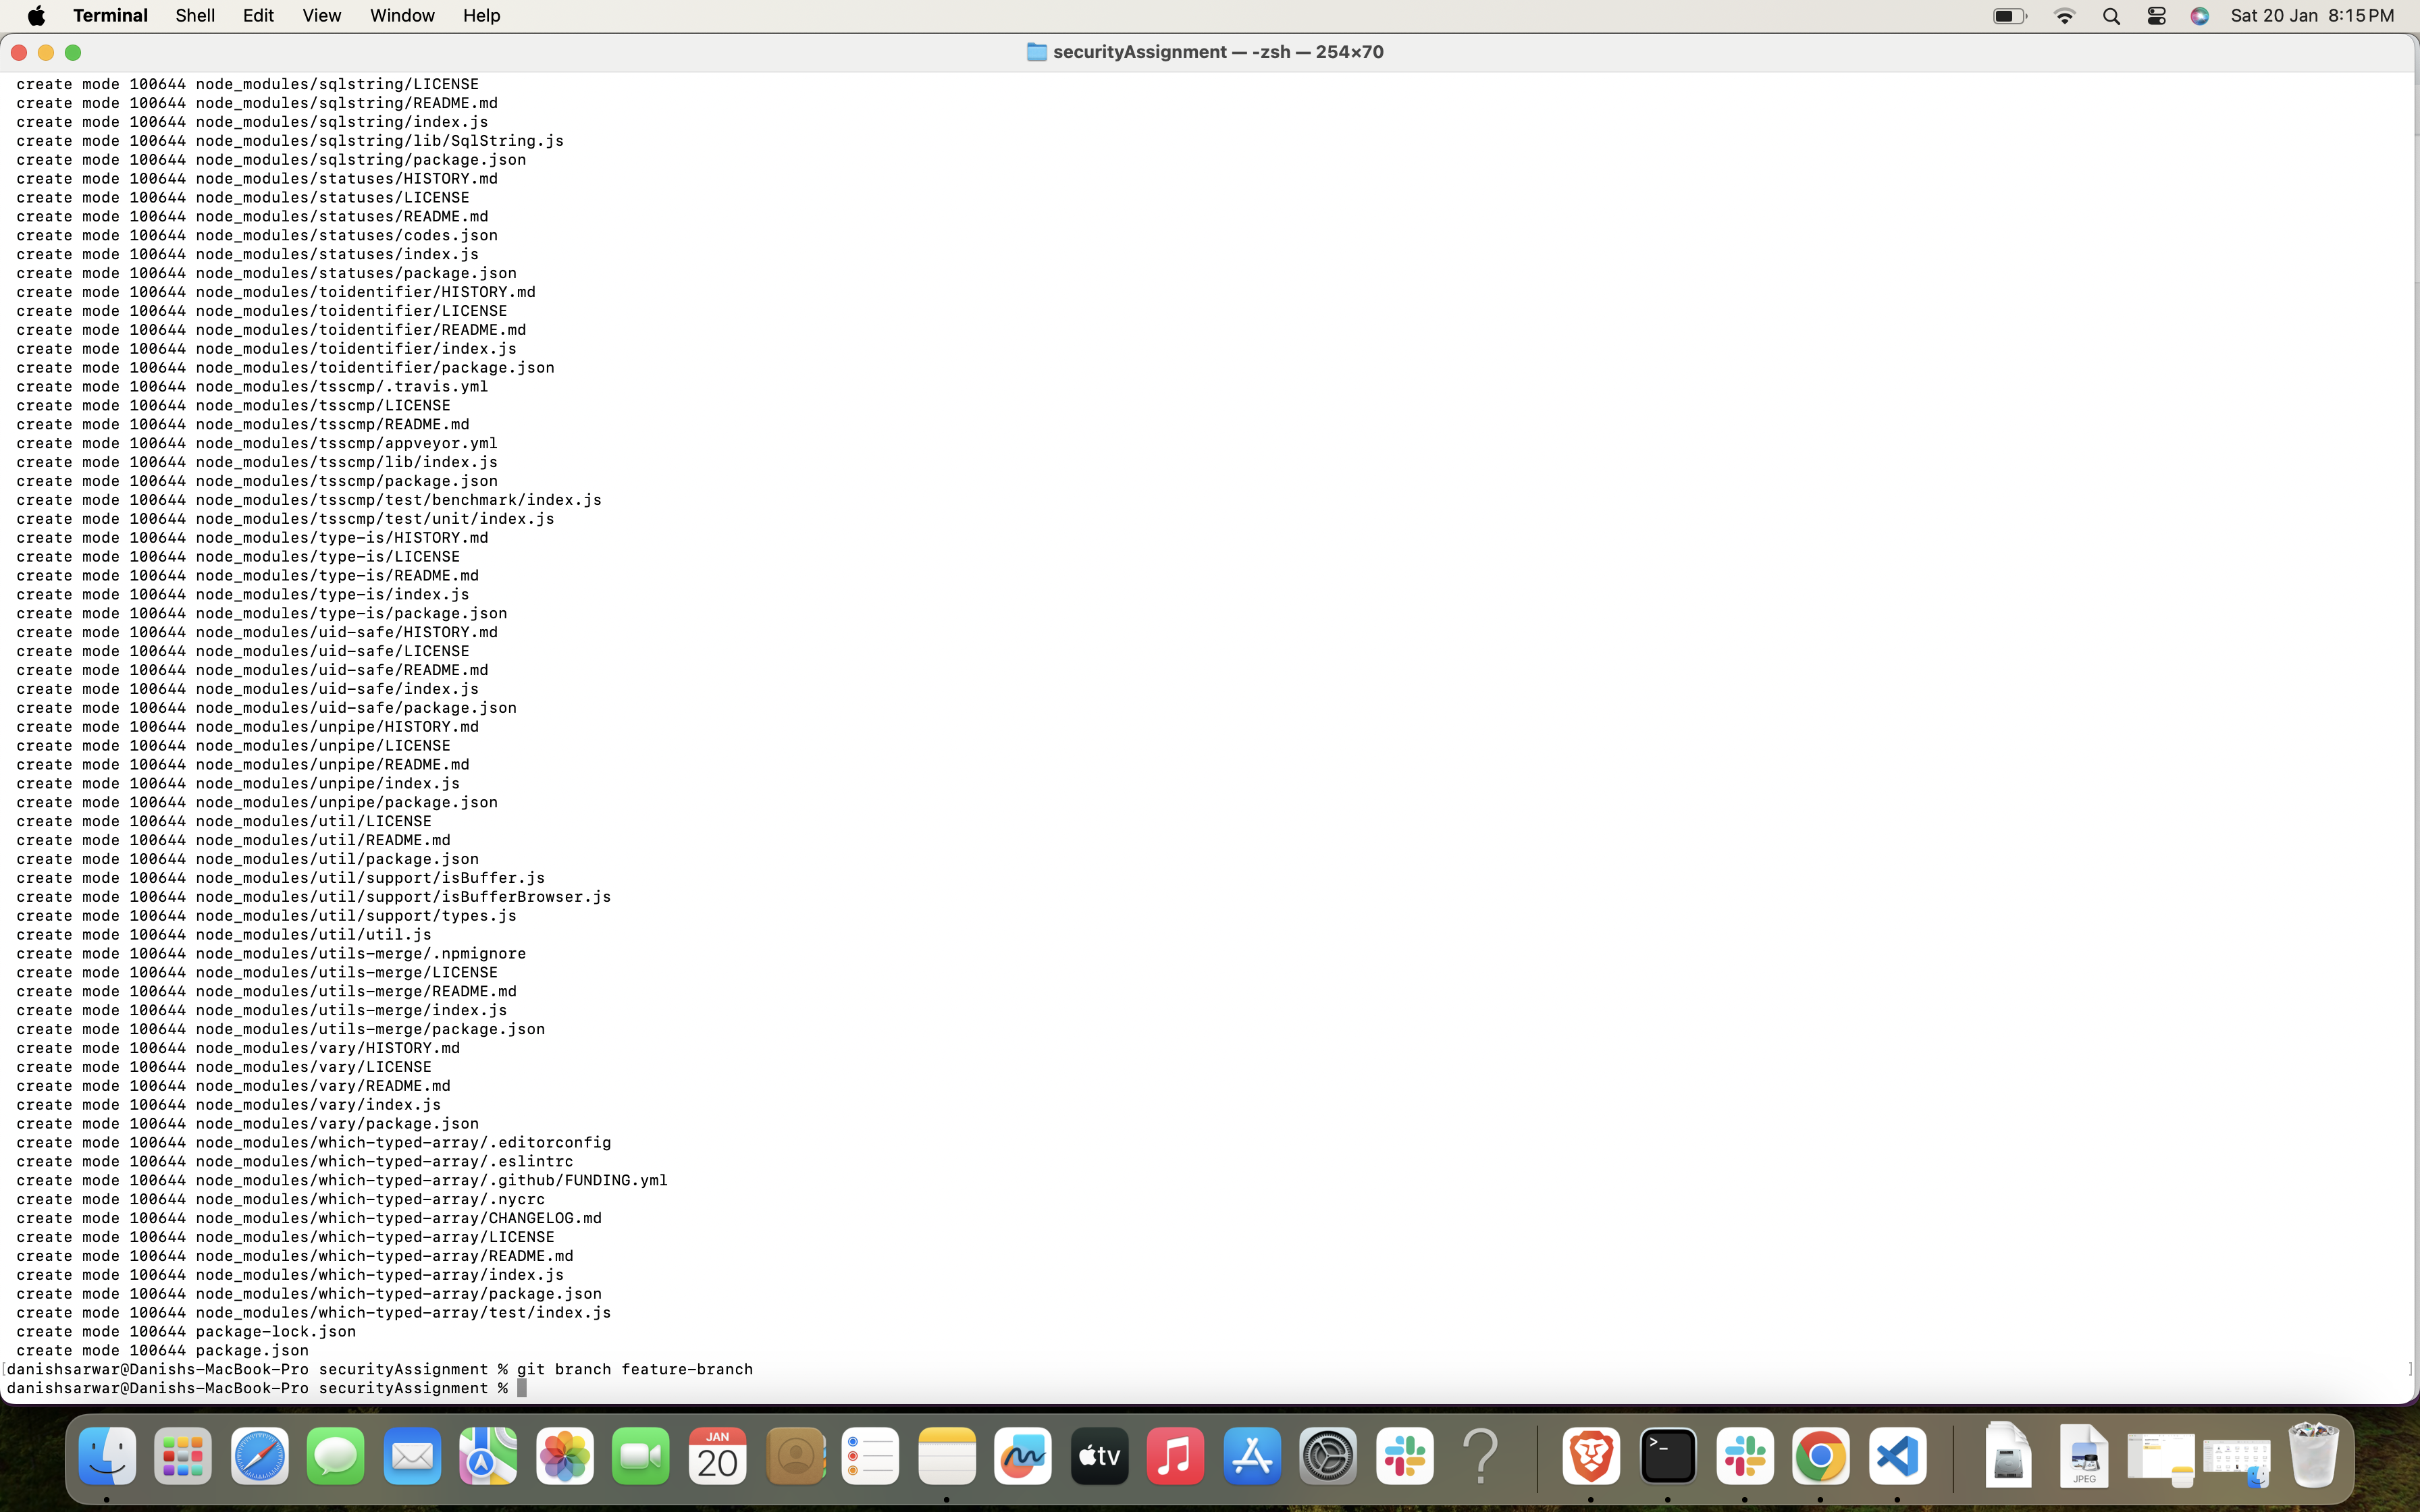 Terminal Shell Edit View Window Help Sat 20 Jan 8:15 PM
securityAssignment — -zsh — 254×70
create mode 100644 node_modules/sqlstring/LICENSE
create mode 100644 node_modules/sqlstring/README.md
create mode 100644 node_modules/sqlstring/index.js
create mode 100644 node_modules/sqlstring/lib/SqlString.js
create mode 100644 node_modules/sqlstring/package.json
create mode 100644 node_modules/statuses/HISTORY.md
create mode 100644 node_modules/statuses/LICENSE
create mode 100644 node_modules/statuses/README.md
create mode 100644 node_modules/statuses/codes.json
create mode 100644 node_modules/statuses/index.js
create mode 100644 node_modules/statuses/package.json
create mode 100644 node_modules/toidentifier/HISTORY.md
create mode 100644 node_modules/toidentifier/LICENSE
create mode 100644 node_modules/toidentifier/README.md
create mode 100644 node_modules/toidentifier/index.js
create mode 100644 node_modules/toidentifier/package.json
create mode 100644 node_modules/tsscmp/.travis.yml
create mode 100644 node_modules/tsscmp/LICENSE
create mode 100644 node_modules/tsscmp/README.md
create mode 100644 node_modules/tsscmp/appveyor.yml
create mode 100644 node_modules/tsscmp/lib/index.js
create mode 100644 node_modules/tsscmp/package.json
create mode 100644 node_modules/tsscmp/test/benchmark/index.js
create mode 100644 node_modules/tsscmp/test/unit/index.js
create mode 100644 node_modules/type-is/HISTORY.md
create mode 100644 node_modules/type-is/LICENSE
create mode 100644 node_modules/type-is/README.md
create mode 100644 node_modules/type-is/index.js
create mode 100644 node_modules/type-is/package.json
create mode 100644 node_modules/uid-safe/HISTORY.md
create mode 100644 node_modules/uid-safe/LICENSE
create mode 100644 node_modules/uid-safe/README.md
create mode 100644 node_modules/uid-safe/index.js
create mode 100644 node_modules/uid-safe/package.json
create mode 100644 node_modules/unpipe/HISTORY.md
create mode 100644 node_modules/unpipe/LICENSE
create mode 100644 node_modules/unpipe/README.md
create mode 100644 node_modules/unpipe/index.js
create mode 100644 node_modules/unpipe/package.json
create mode 100644 node_modules/util/LICENSE
create mode 100644 node_modules/util/README.md
create mode 100644 node_modules/util/package.json
create mode 100644 node_modules/util/support/isBuffer.js
create mode 100644 node_modules/util/support/isBufferBrowser.js
create mode 100644 node_modules/util/support/types.js
create mode 100644 node_modules/util/util.js
create mode 100644 node_modules/utils-merge/.npmignore
create mode 100644 node_modules/utils-merge/LICENSE
create mode 100644 node_modules/utils-merge/README.md
create mode 100644 node_modules/utils-merge/index.js
create mode 100644 node_modules/utils-merge/package.json
create mode 100644 node_modules/vary/HISTORY.md
create mode 100644 node_modules/vary/LICENSE
create mode 100644 node_modules/vary/README.md
create mode 100644 node_modules/vary/index.js
create mode 100644 node_modules/vary/package.json
create mode 100644 node_modules/which-typed-array/.editorconfig
create mode 100644 node_modules/which-typed-array/.eslintrc
create mode 100644 node_modules/which-typed-array/.github/FUNDING.yml
create mode 100644 node_modules/which-typed-array/.nycrc
create mode 100644 node_modules/which-typed-array/CHANGELOG.md
create mode 100644 node_modules/which-typed-array/LICENSE
create mode 100644 node_modules/which-typed-array/README.md
create mode 100644 node_modules/which-typed-array/index.js
create mode 100644 node_modules/which-typed-array/package.json
create mode 100644 node_modules/which-typed-array/test/index.js
create mode 100644 package-lock.json
create mode 100644 package.json
[danishsarwar@Danishs-MacBook-Pro securityAssignment % git branch feature-branch ]
danishsarwar@Danishs-MacBook-Pro securityAssignment %
JAN
20
tv
>_
JPEG